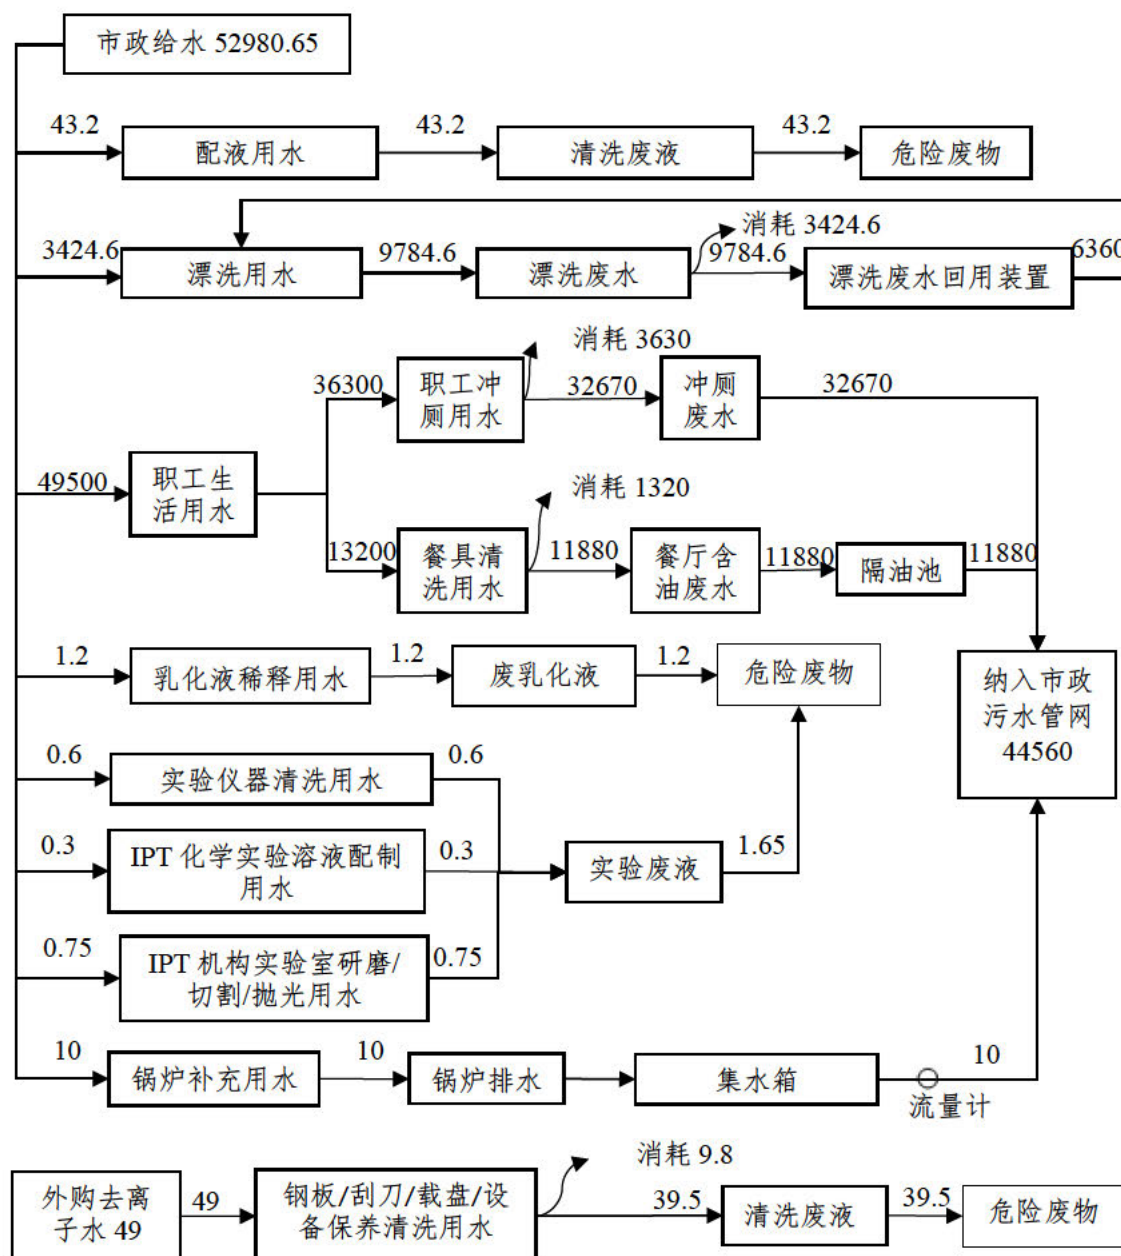 市政给水 52980.65
43.2
配液用水
43.2
清洗废液
43.2
危险废物
3424.6
漂洗用水
9784.6
漂洗废水
消耗 3424.6
9784.6
漂洗废水回用装置
6360
消耗 3630
36300
职工冲
厕用水
32670
冲厕
废水
32670
49500
职工生
活用水
消耗 1320
13200
餐具清
洗用水
11880
餐厅含
油废水
11880
隔油池
11880
1.2
乳化液稀释用水
1.2
废乳化液
1.2
危险废物
纳入市政
污水管网
44560
0.6
实验仪器清洗用水
0.6
0.3
IPT 化学实验溶液配制
用水
0.3
实验废液
1.65
0.75
IPT 机构实验室研磨/
切割/抛光用水
0.75
10
锅炉补充用水
10
锅炉排水
集水箱
10
流量计
消耗 9.8
外购去离
子水 49
49
钢板/刮刀/载盘/设
备保养清洗用水
39.5
清洗废液
39.5
危险废物